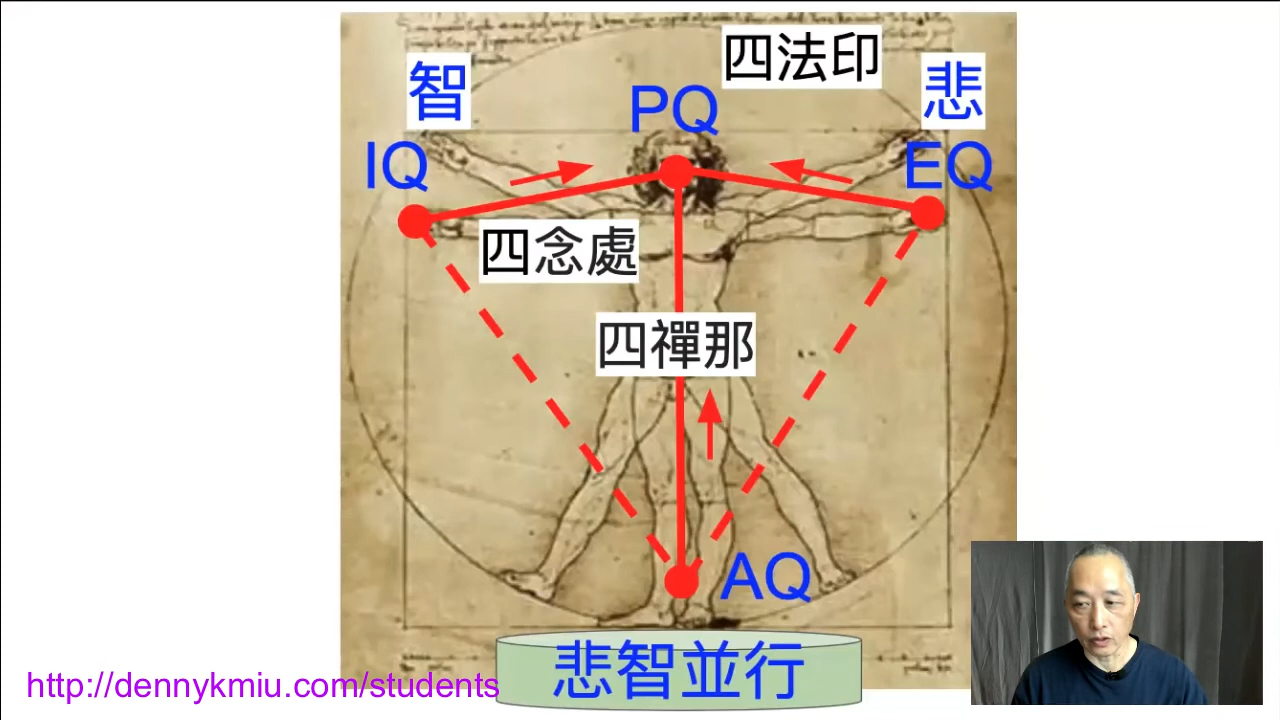 四法印
智
悲
PQ
IQ
EQ
四念處
四禪那
AQ
悲智並行
http://dennykmiu.com/students